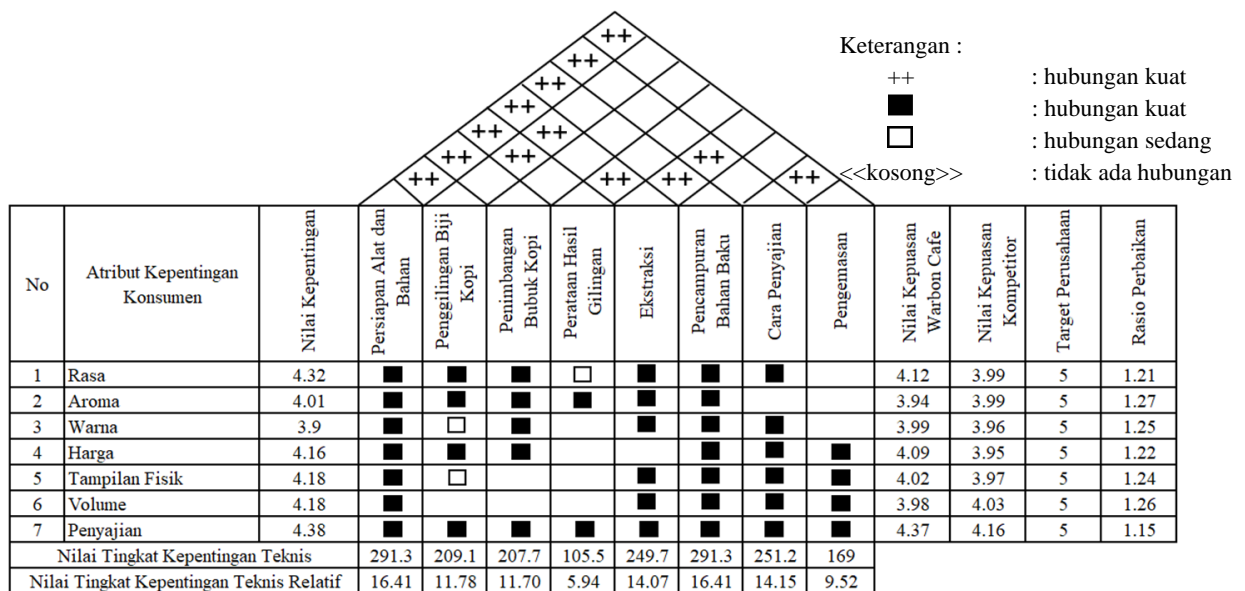 ++
++
++
++
++ ++
++ ++ ++
++ ++ ++ ++
Keterangan :
++ : hubungan kuat
■ : hubungan kuat
□ : hubungan sedang
<<kosong>> : tidak ada hubungan
No
Atribut Kepentingan
Konsumen
Nilai Kepentingan
Persiapan Alat dan
Bahan
Penggilingan Biji
Kopi
Penimbangan
Bubuk Kopi
Perataan Hasil
Gilingan
Ekstraksi
Pencampuran
Bahan Baku
Cara Penyajian
Pengemasan
Nilai Kepuasan
Warbon Cafe
Nilai Kepuasan
Kompetitor
Target Perusahaan
Rasio Perbaikan
1 Rasa 4.32 ■ ■ ■ □ ■ ■ ■ 4.12 3.99 5 1.21
2 Aroma 4.01 ■ ■ ■ ■ ■ ■ 3.94 3.99 5 1.27
3 Warna 3.9 ■ □ ■ ■ ■ ■ 3.99 3.96 5 1.25
4 Harga 4.16 ■ ■ ■ ■ ■ ■ 4.09 3.95 5 1.22
5 Tampilan Fisik 4.18 ■ □ ■ ■ ■ ■ 4.02 3.97 5 1.24
6 Volume 4.18 ■ ■ ■ ■ ■ 3.98 4.03 5 1.26
7 Penyajian 4.38 ■ ■ ■ ■ ■ ■ ■ ■ 4.37 4.16 5 1.15
Nilai Tingkat Kepentingan Teknis 291.3 209.1 207.7 105.5 249.7 291.3 251.2 169
Nilai Tingkat Kepentingan Teknis Relatif 16.41 11.78 11.70 5.94 14.07 16.41 14.15 9.52